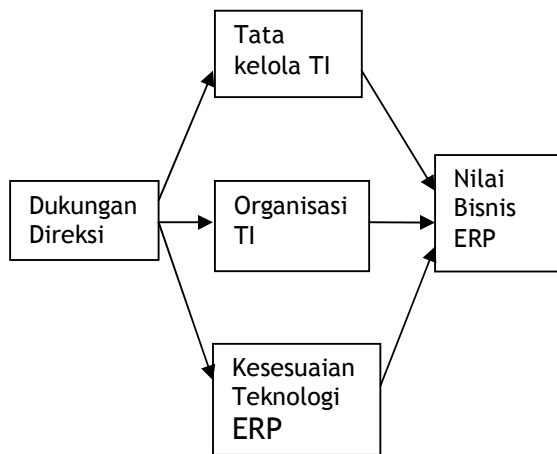 Tata
kelola TI
Dukungan
Direksi
Organisasi
TI
Nilai
Bisnis
ERP
Kesesuaian
Teknologi
ERP